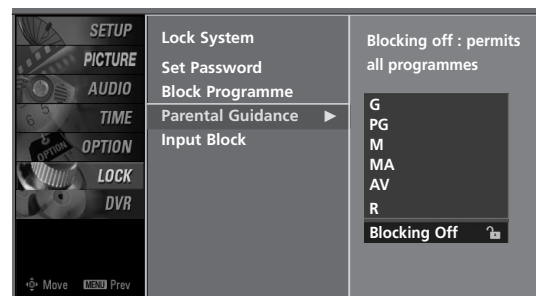 SETUP
PICTURE
AUDIO
TIME
OPTION
LOCK
DVR
Move MENU Prev
Lock System
Set Password
Block Programme
Parental Guidance
Input Block
Blocking off : permits
all programmes
G
PG
M
MA
AV
R
Blocking Off